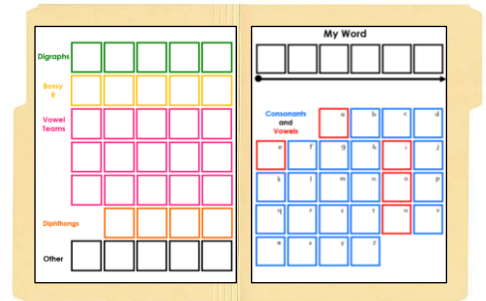 Digraphs
Bossy
R
Vowel
Teams
Diphthongs
Other
My Word
Consonants
and
Vowels
a b c d
e f g h i j
k l m n o p
q r s t u v
w x y z